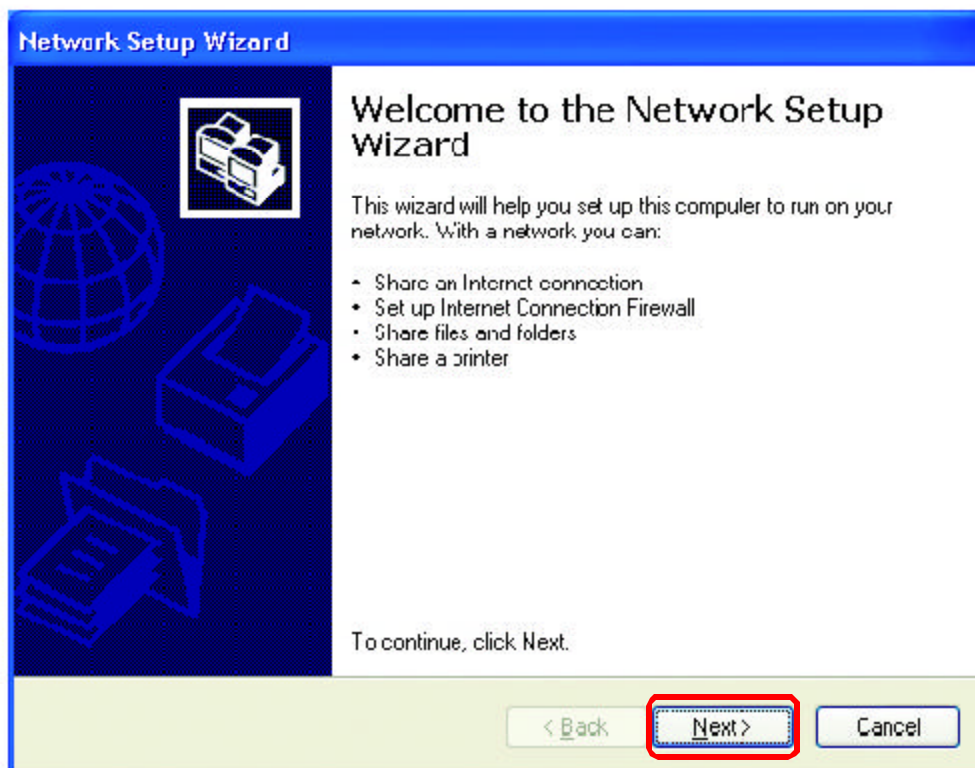 Network Setup Wizard
Welcome to the Network Setup
Wizard
This wizard will help you set up this computer to run on your
network. With a network you can:
• Share an Internet connection
• Set up Internet Connection Firewall
• Share files and folders
• Share a printer
To continue, click Next.
< Back Next > Cancel